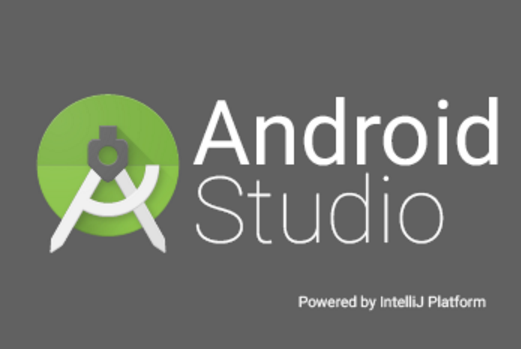 Android
Studio
Powered by IntelliJ Platform